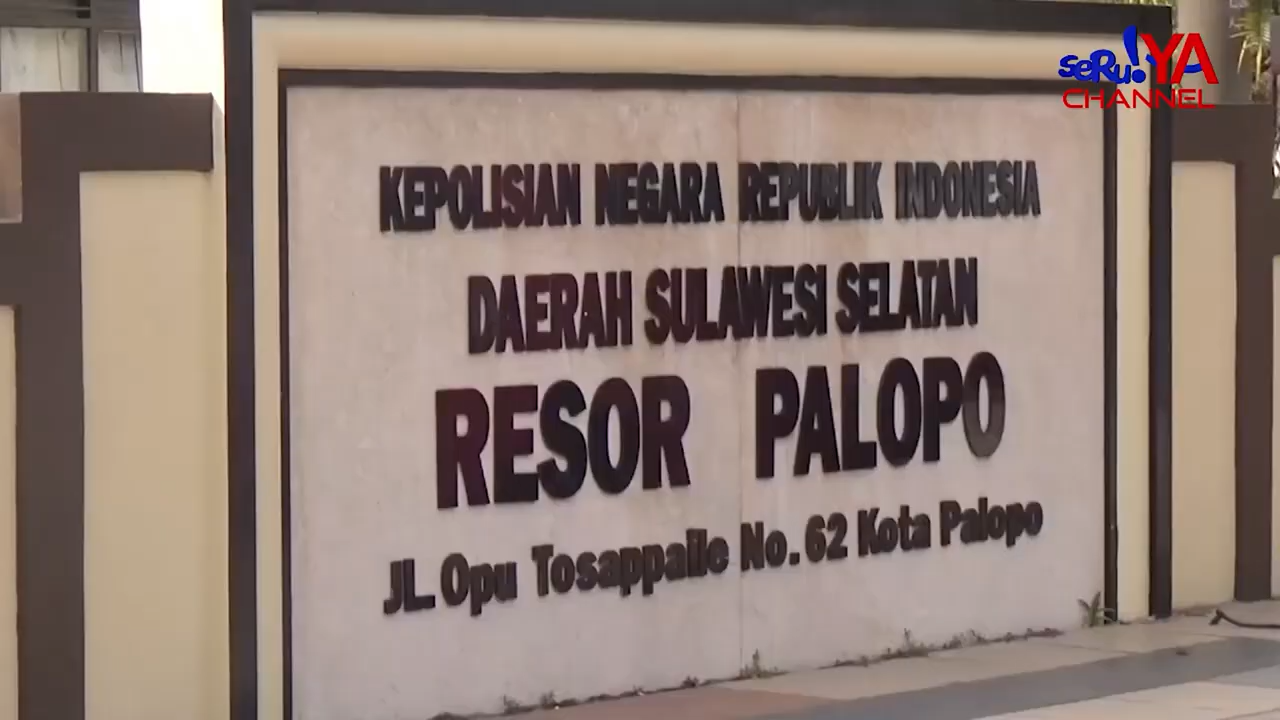 seRu!YA
CHANNEL
KEPOLISIAN NEGARA REPUBLIK INDONESIA
DAERAH SULAWESI SELATAN
RESOR PALOPO
JL. Opu Tosappaile No. 62 Kota Palopo